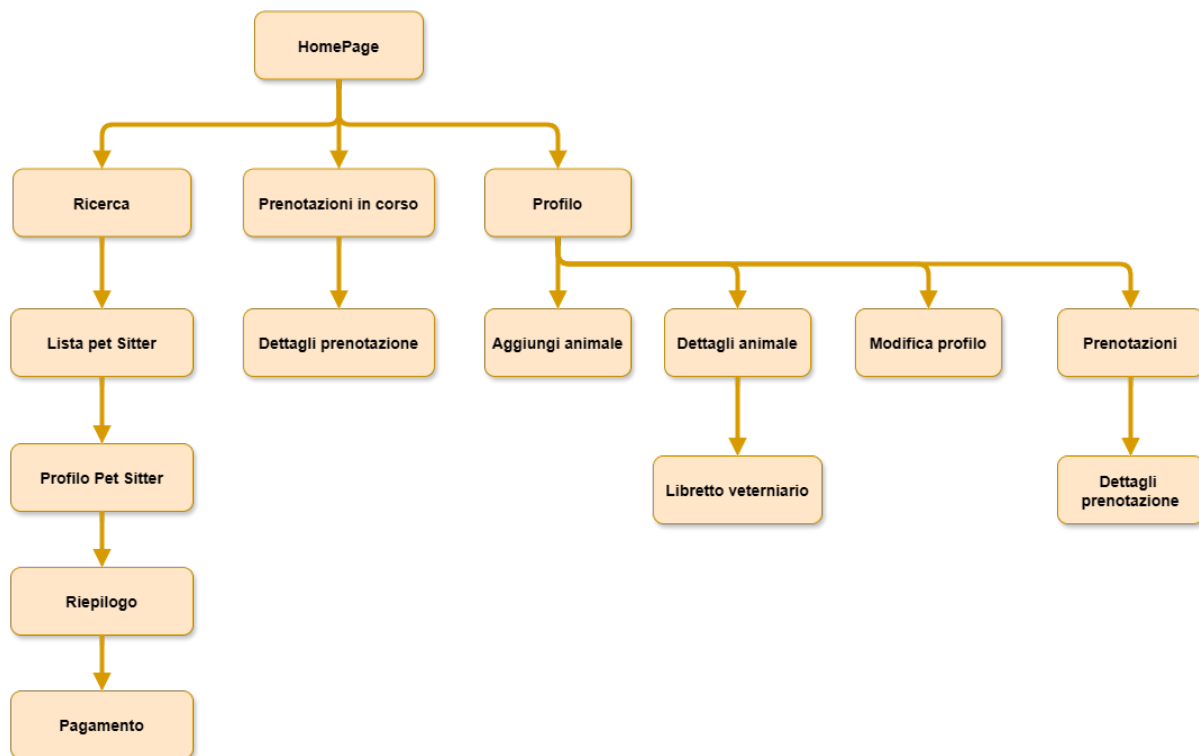 HomePage
Ricerca
Prenotazioni in corso
Profilo
Lista pet Sitter
Dettagli prenotazione
Aggiungi animale
Dettagli animale
Modifica profilo
Prenotazioni
Profilo Pet Sitter
Libretto veterniario
Dettagli
prenotazione
Riepilogo
Pagamento